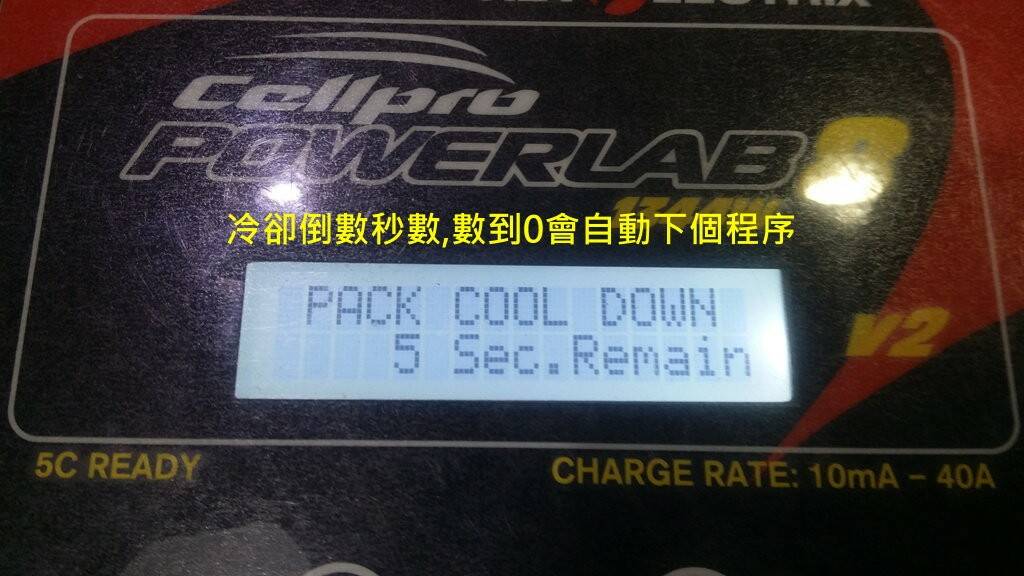 Cellpro
POWERLAB 8
1344W
冷卻倒數秒數,數到0會自動下個程序
PACK COOL DOWN
5 Sec.Remain
v2
5C READY
CHARGE RATE: 10mA – 40A